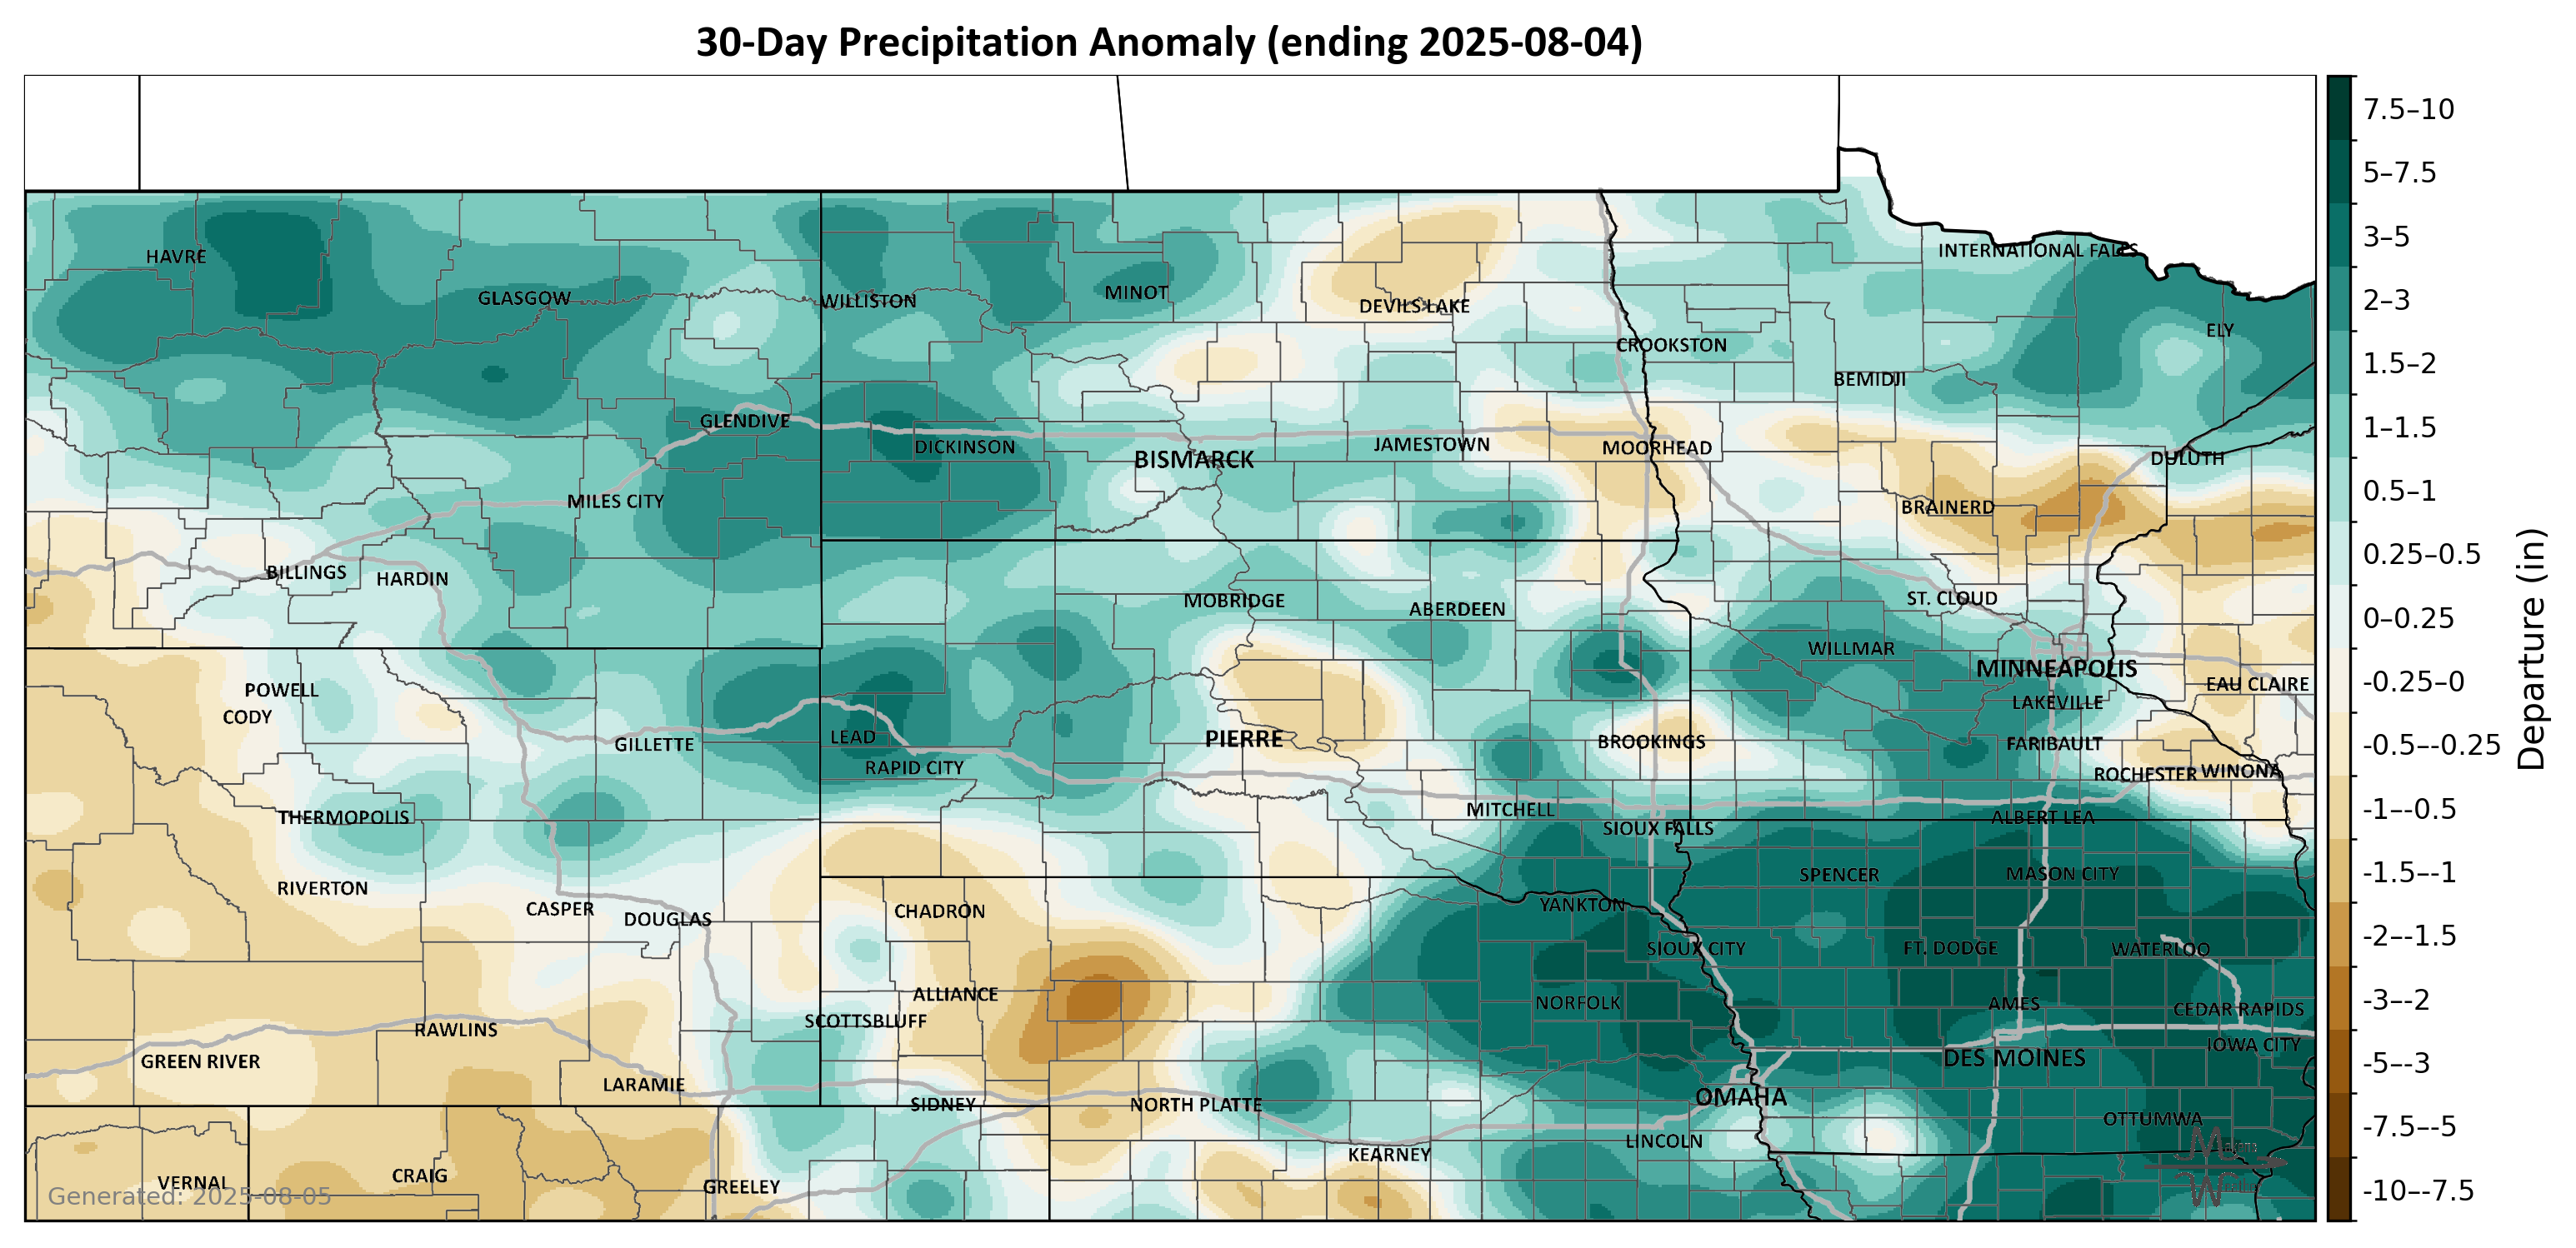 30-Day Precipitation Anomaly (ending 2025-08-04)
HAVRE
GLASGOW
WILLISTON
MINOT
DEVILS LAKE
INTERNATIONAL FALLS
ELY
CROOKSTON
BEMIDJI
GLENDIVE
DICKINSON
BISMARCK
JAMESTOWN
MOORHEAD
DULUTH
MILES CITY
BRAINERD
BILLINGS
HARDIN
MOBRIDGE
ABERDEEN
ST. CLOUD
WILLMAR
MINNEAPOLIS
EAU CLAIRE
POWELL
CODY
LAKEVILLE
GILLETTE
LEAD
PIERRE
BROOKINGS
FARIBAULT
RAPID CITY
ROCHESTER
WINONA
THERMOPOLIS
MITCHELL
ALBERT LEA
SIOUX FALLS
RIVERTON
SPENCER
MASON CITY
CASPER
DOUGLAS
CHADRON
YANKTON
SIOUX CITY
FT. DODGE
WATERLOO
ALLIANCE
NORFOLK
AMES
CEDAR RAPIDS
SCOTTSBLUFF
RAWLINS
IOWA CITY
GREEN RIVER
DES MOINES
LARAMIE
SIDNEY
NORTH PLATTE
OMAHA
OTTUMWA
LINCOLN
KEARNEY
VERNAL
CRAIG
GREELEY
Generated: 2025-08-05
7.5–10
5–7.5
3–5
2–3
1.5–2
1–1.5
0.5–1
0.25–0.5
0–0.25
-0.25–0
-0.5–-0.25
-1–-0.5
-1.5–-1
-2–-1.5
-3–-2
-5–-3
-7.5–-5
-10–-7.5
Departure (in)